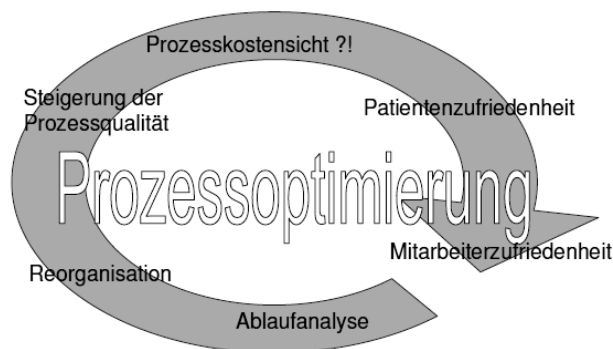 Prozesskostensicht ?!
Steigerung der
Prozessqualität
Patientenzufriedenheit
Prozessoptimierung
Mitarbeiterzufriedenheit
Reorganisation
Ablaufanalyse